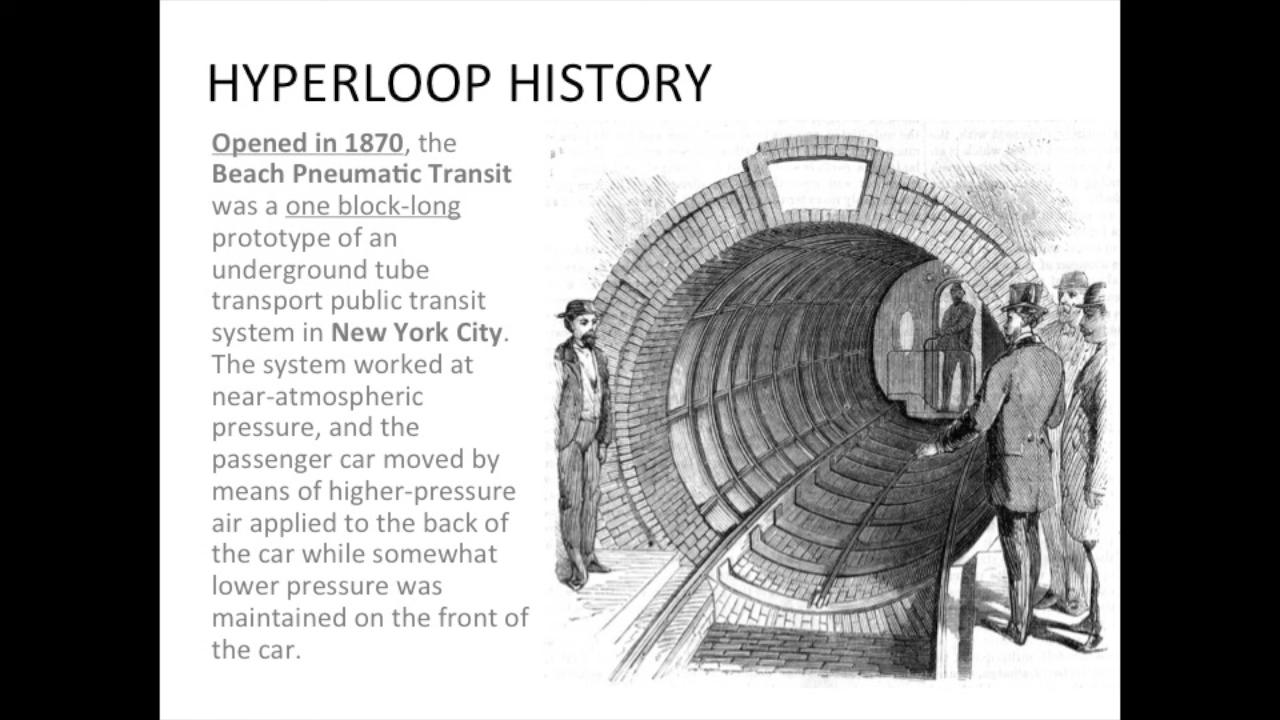 HYPERLOOP HISTORY
Opened in 1870, the
Beach Pneumatic Transit
was a one block-long
prototype of an
underground tube
transport public transit
system in New York City.
The system worked at
near-atmospheric
pressure, and the
passenger car moved by
means of higher-pressure
air applied to the back of
the car while somewhat
lower pressure was
maintained on the front of
the car.